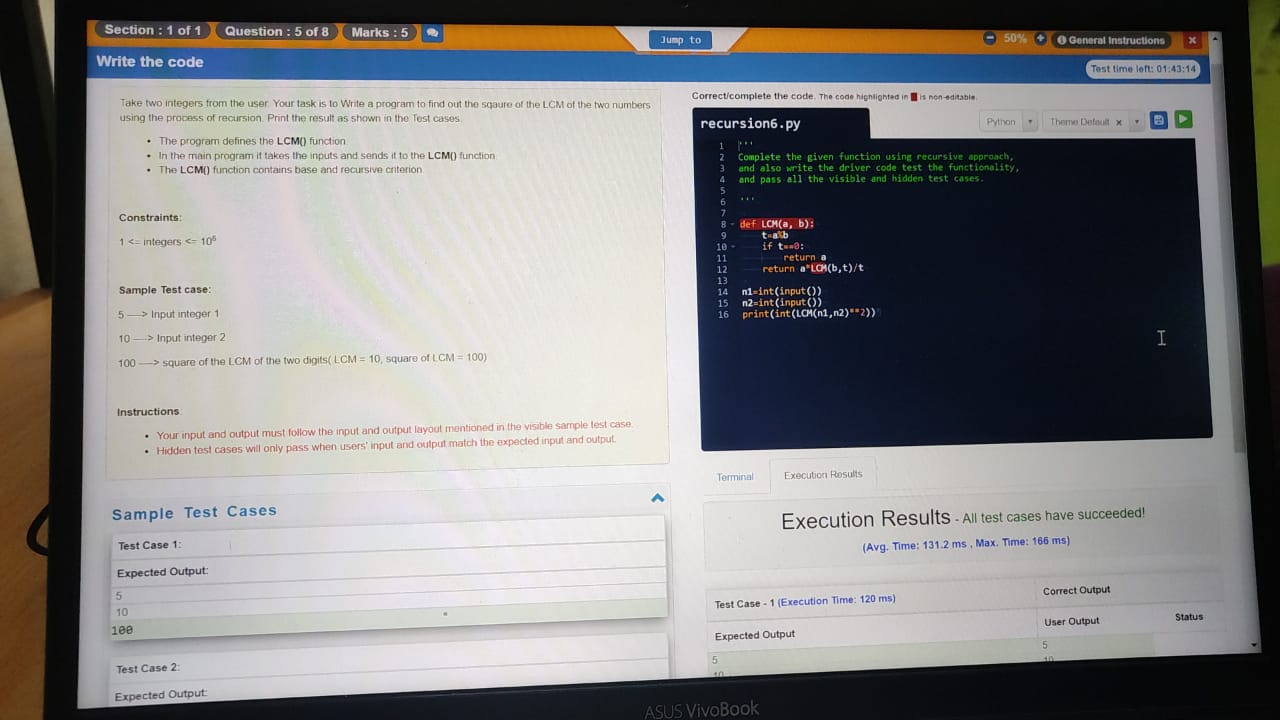 Section : 1 of 1
Question : 5 of 8
Marks : 5
Jump to
50%
General Instructions
Write the code
Test time left: 01:43:14
Take two integers from the user. Your task is to Write a program to find out the sqaure of the LCM of the two numbers
using the process of recursion. Print the result as shown in the Test cases.
• The program defines the LCM() function
• In the main program it takes the inputs and sends it to the LCM() function
• The LCM() function contains base and recursive criterion
Constraints:
1 <= integers <= 10⁶
Sample Test case:
5 ---> Input integer 1
10 ---> Input integer 2
100 ---> square of the LCM of the two digits( LCM = 10, square of LCM = 100)
Instructions
• Your input and output must follow the input and output layout mentioned in the visible sample test case.
• Hidden test cases will only pass when users' input and output match the expected input and output.
Sample Test Cases
Test Case 1:
Expected Output:
5
10
100
Test Case 2:
Expected Output:
Correct/complete the code. The code highlighted in is non-editable.
recursion6.py
Python
Theme Default x
1 '''
2 Complete the given function using recursive approach,
3 and also write the driver code test the functionality,
4 and pass all the visible and hidden test cases.
5
6 '''
7
8 def LCM(a, b):
9 t=a%b
10 if t==0:
11 return a
12 return a*LCM(b,t)/t
13
14 n1=int(input())
15 n2=int(input())
16 print(int(LCM(n1,n2)**2))
Terminal
Execution Results
Execution Results - All test cases have succeeded!
(Avg. Time: 131.2 ms , Max. Time: 166 ms)
Test Case - 1 (Execution Time: 120 ms)
Correct Output
Expected Output
User Output
Status
5
5
10
10
ASUS VivoBook